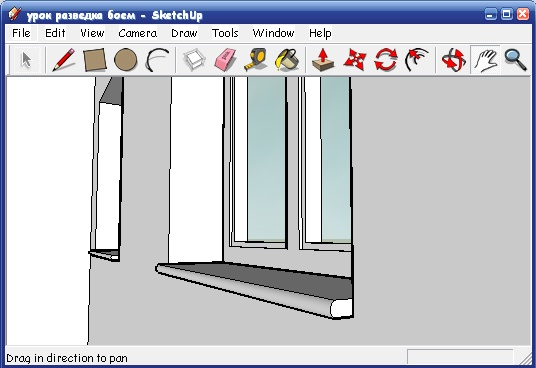 урок разведка боем - SketchUp
File Edit View Camera Draw Tools Window Help
Drag in direction to pan